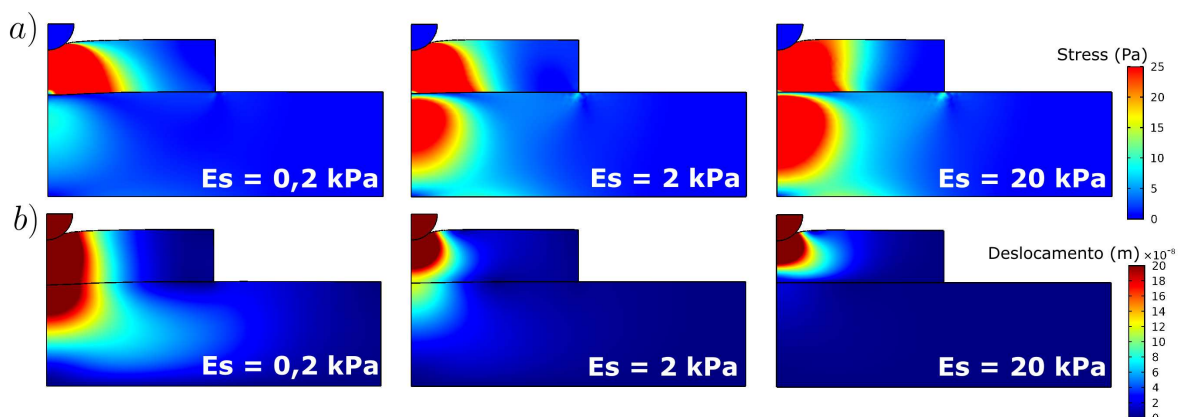 a)
Stress (Pa)
25
20
15
10
5
0
Es = 0,2 kPa
Es = 2 kPa
Es = 20 kPa
b)
Deslocamento (m) ×10⁻⁸
20
18
16
14
12
10
8
6
4
2
0
Es = 0,2 kPa
Es = 2 kPa
Es = 20 kPa